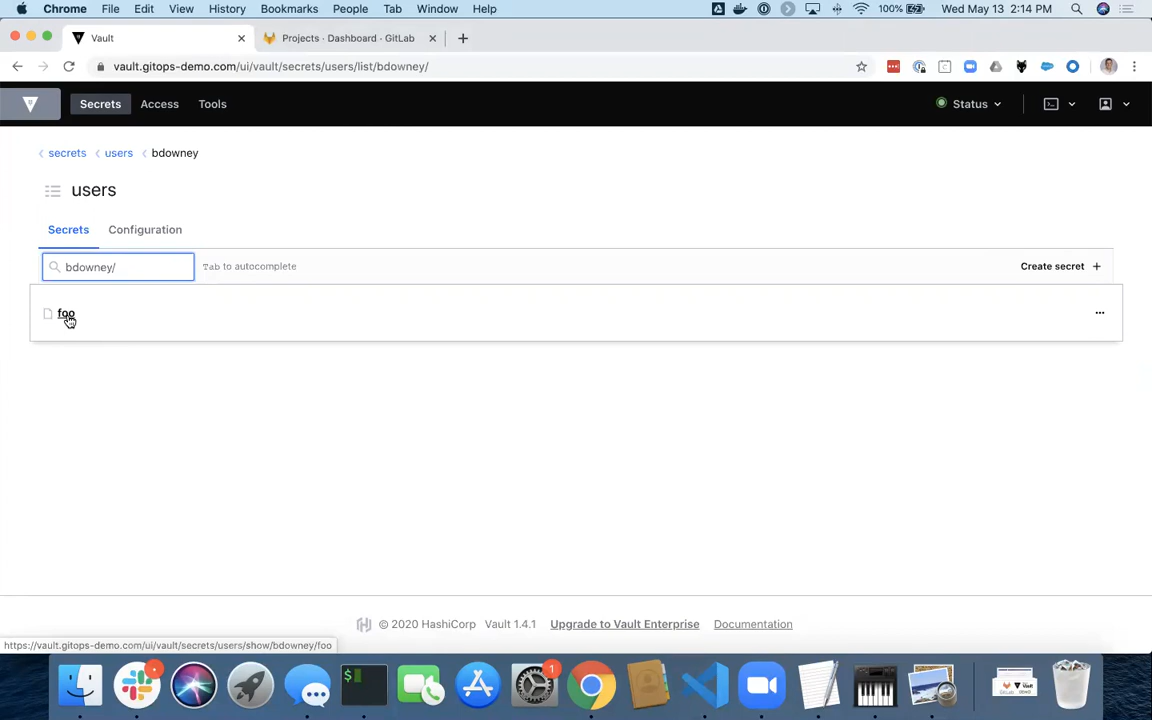 Chrome File Edit View History Bookmarks People Tab Window Help 100% Wed May 13 2:14 PM
Vault Projects · Dashboard · GitLab
vault.gitops-demo.com/ui/vault/secrets/users/list/bdowney/
Secrets Access Tools Status
secrets users bdowney
users
Secrets Configuration
bdowney/ Tab to autocomplete Create secret +
foo
© 2020 HashiCorp Vault 1.4.1 Upgrade to Vault Enterprise Documentation
https://vault.gitops-demo.com/ui/vault/secrets/users/show/bdowney/foo
$
1